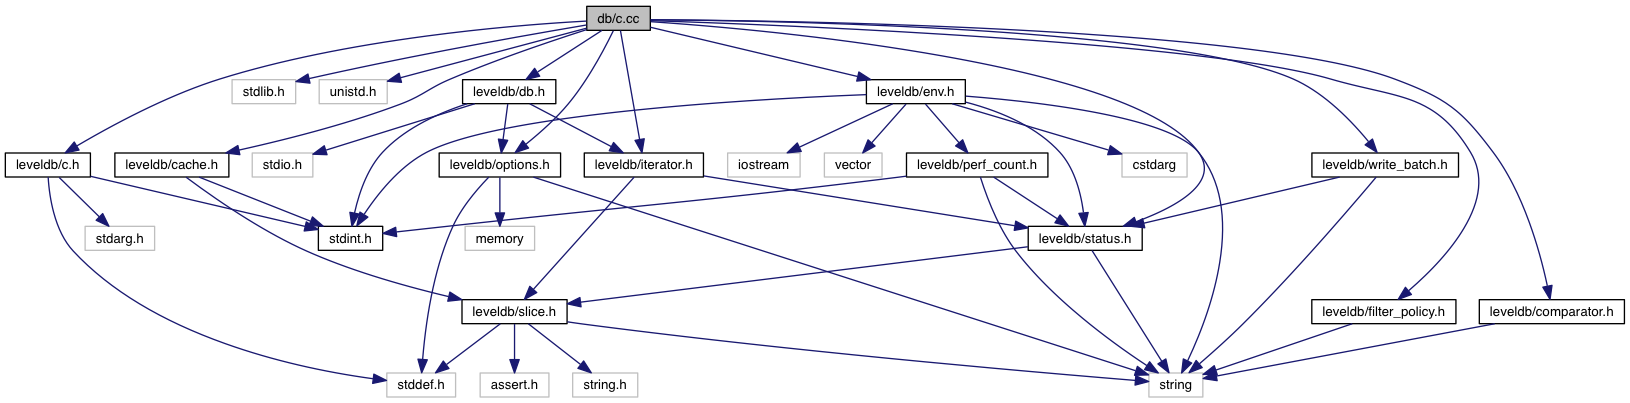 db/c.cc
stdlib.h
unistd.h
leveldb/db.h
leveldb/env.h
leveldb/c.h
leveldb/cache.h
stdio.h
leveldb/options.h
leveldb/iterator.h
iostream
vector
leveldb/perf_count.h
cstdarg
leveldb/write_batch.h
stdarg.h
stdint.h
memory
leveldb/status.h
leveldb/slice.h
leveldb/filter_policy.h
leveldb/comparator.h
stddef.h
assert.h
string.h
string